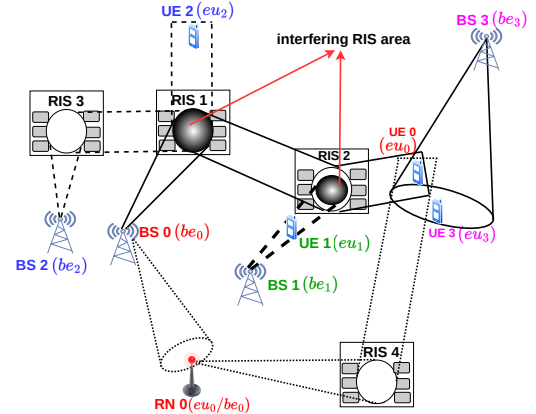 UE 2 (eu₂)
BS 3 (be₃)
interfering RIS area
RIS 3
RIS 1
RIS 2
UE 0
(eu₀)
BS 0 (be₀)
UE 1 (eu₁)
UE 3 (eu₃)
BS 2 (be₂)
BS 1 (be₁)
RIS 4
RN 0(eu₀/be₀)